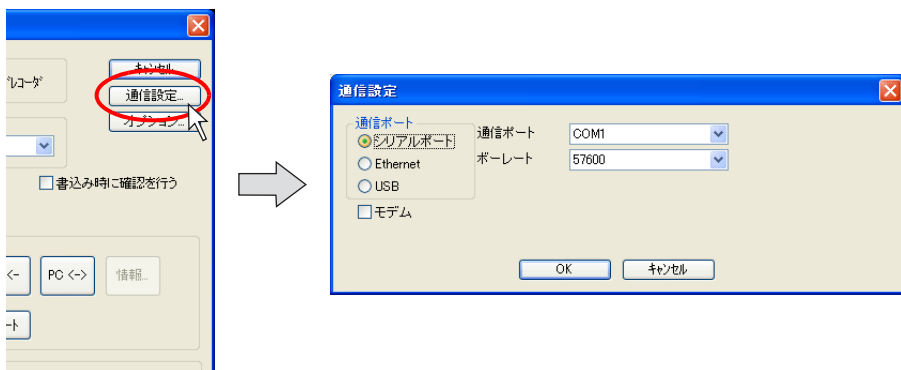 ドレコーダ
キャンセル
通信設定...
オプション...
書込み時に確認を行う
<-
PC <->
情報...
ート
通信設定
通信ポート
シリアルポート
Ethernet
USB
モデム
通信ポート
COM1
ボーレート
57600
OK
キャンセル